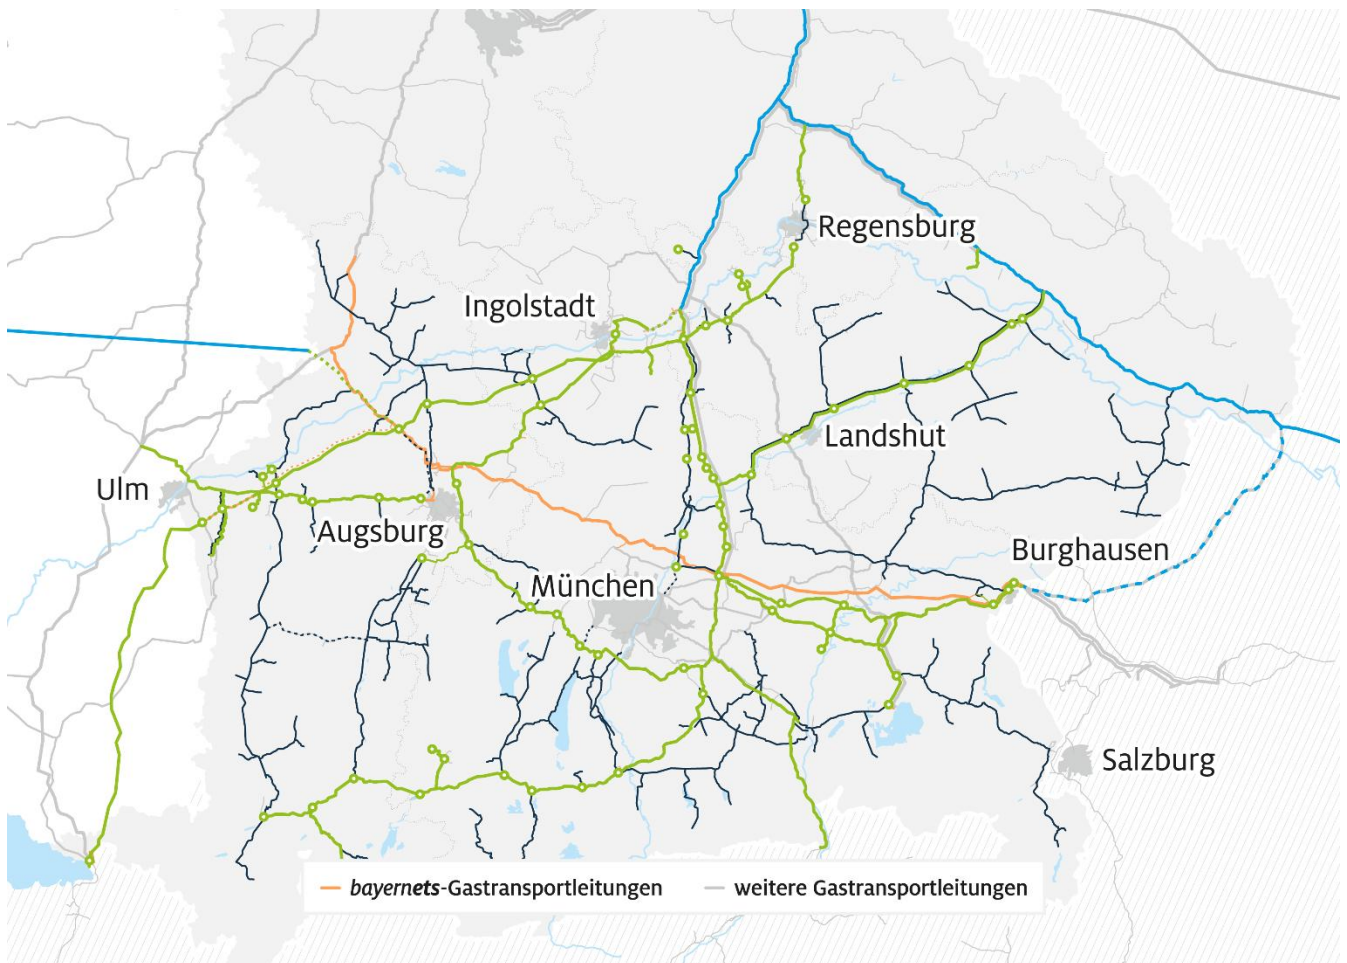 Regensburg
Ingolstadt
Landshut
Ulm
Augsburg
Burghausen
München
Salzburg
bayernets-Gastransportleitungen
weitere Gastransportleitungen